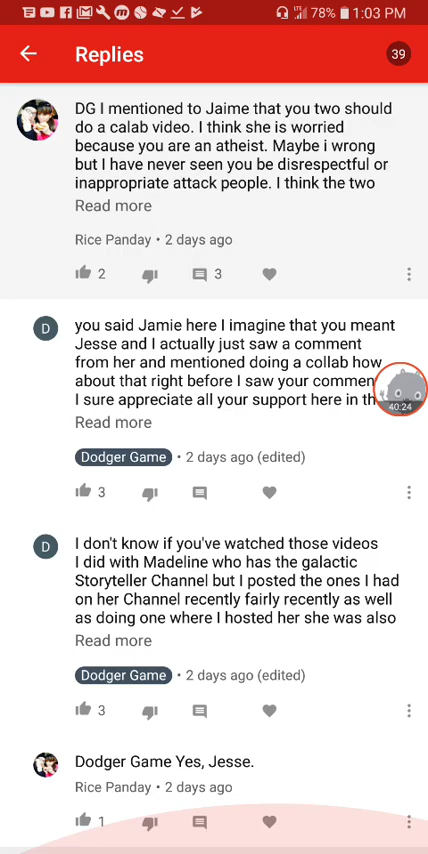 78% 1:03 PM
Replies
39
DG I mentioned to Jaime that you two should
do a calab video. I think she is worried
because you are an atheist. Maybe i wrong
but I have never seen you be disrespectful or
inappropriate attack people. I think the two
Read more
Rice Panday • 2 days ago
2 3
D
you said Jamie here I imagine that you meant
Jesse and I actually just saw a comment
from her and mentioned doing a collab how
about that right before I saw your commen
I sure appreciate all your support here in th
40:24
Read more
Dodger Game • 2 days ago (edited)
3
D
I don't know if you've watched those videos
I did with Madeline who has the galactic
Storyteller Channel but I posted the ones I had
on her Channel recently fairly recently as well
as doing one where I hosted her she was also
Read more
Dodger Game • 2 days ago (edited)
3
Dodger Game Yes, Jesse.
Rice Panday • 2 days ago
1